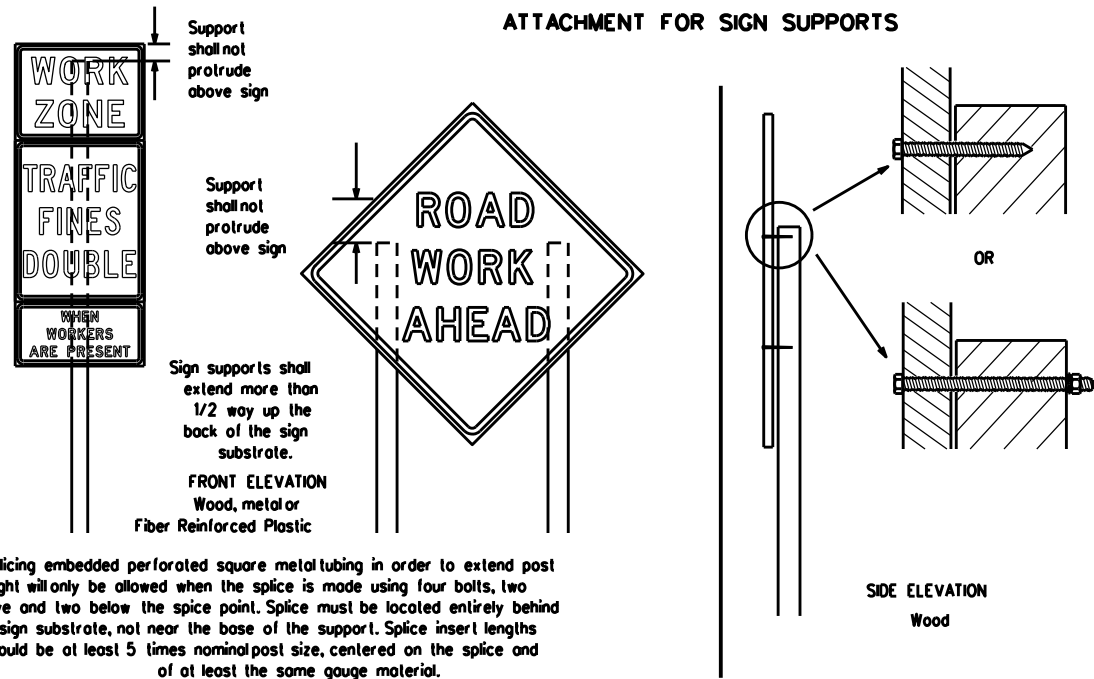 ATTACHMENT FOR SIGN SUPPORTS
Support
shall not
protrude
above sign
WORK
ZONE
TRAFFIC
FINES
DOUBLE
WHEN
WORKERS
ARE PRESENT
Support
shall not
protrude
above sign
ROAD
WORK
AHEAD
Sign supports shall
extend more than
1/2 way up the
back of the sign
substrate.
FRONT ELEVATION
Wood, metal or
Fiber Reinforced Plastic
OR
SIDE ELEVATION
Wood
licing embedded perforated square metal tubing in order to extend post
ght will only be allowed when the splice is made using four bolts, two
ve and two below the spice point. Splice must be located entirely behind
sign substrate, not near the base of the support. Splice insert lengths
ould be at least 5 times nominal post size, centered on the splice and
of at least the same gauge material.